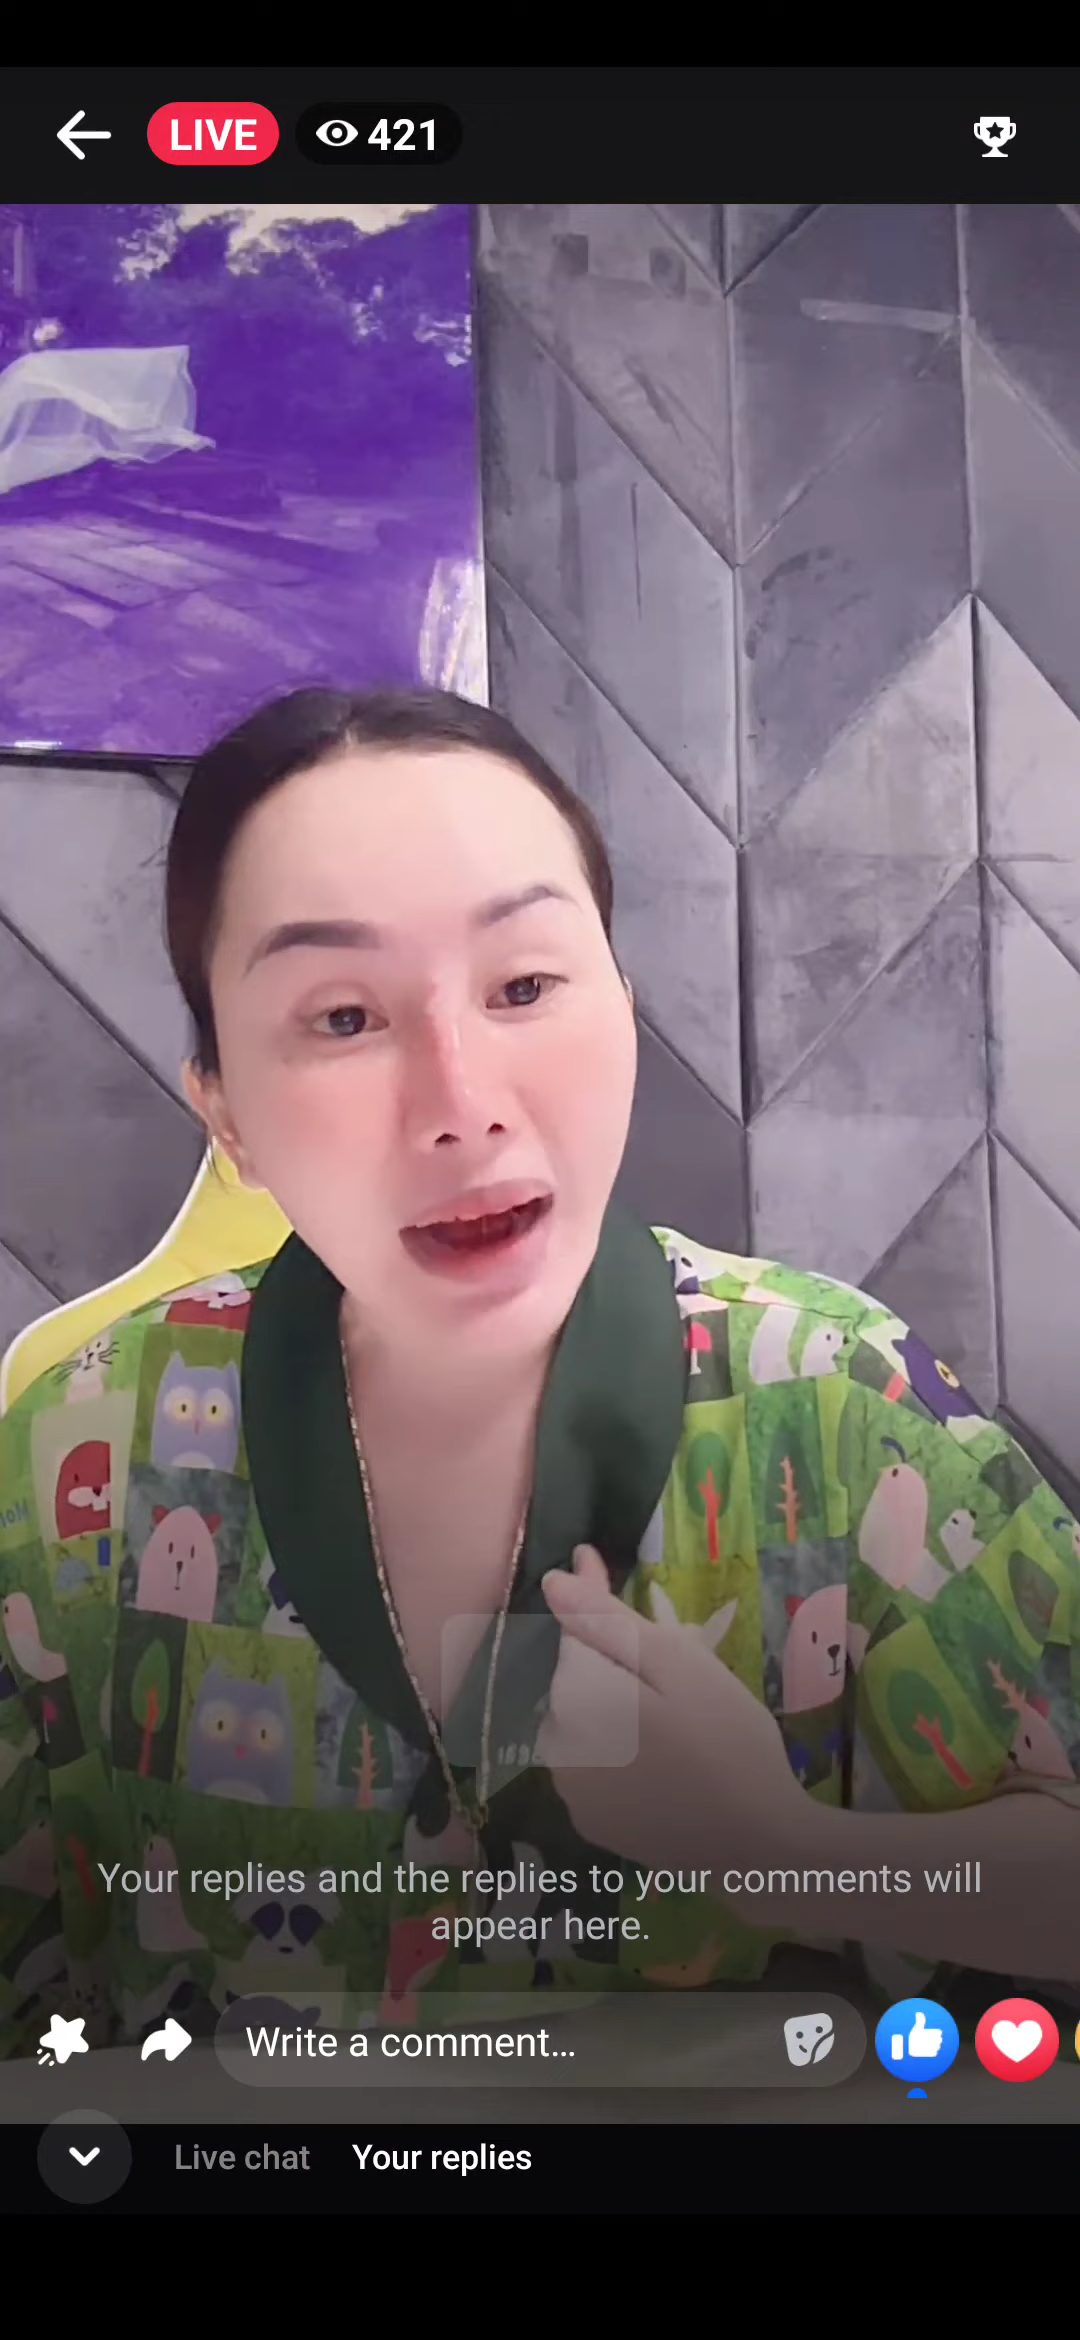 LIVE
421
Your replies and the replies to your comments will
appear here.
Write a comment...
Live chat
Your replies